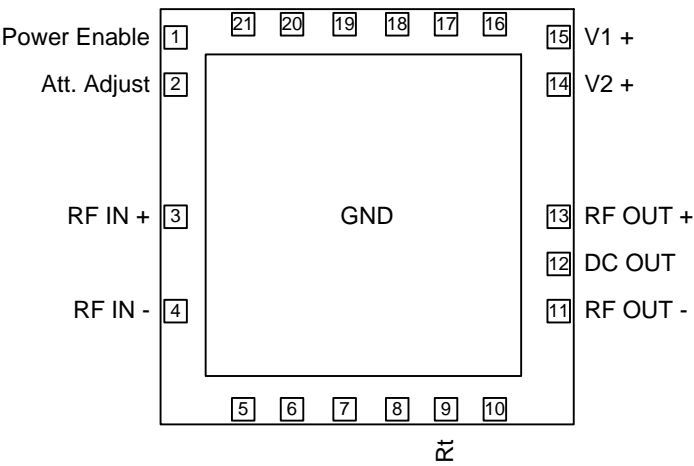 21 20 19 18 17 16
Power Enable 1 15 V1 +
Att. Adjust 2 14 V2 +
RF IN + 3 GND 13 RF OUT +
12 DC OUT
RF IN - 4 11 RF OUT -
5 6 7 8 9 10
Rt